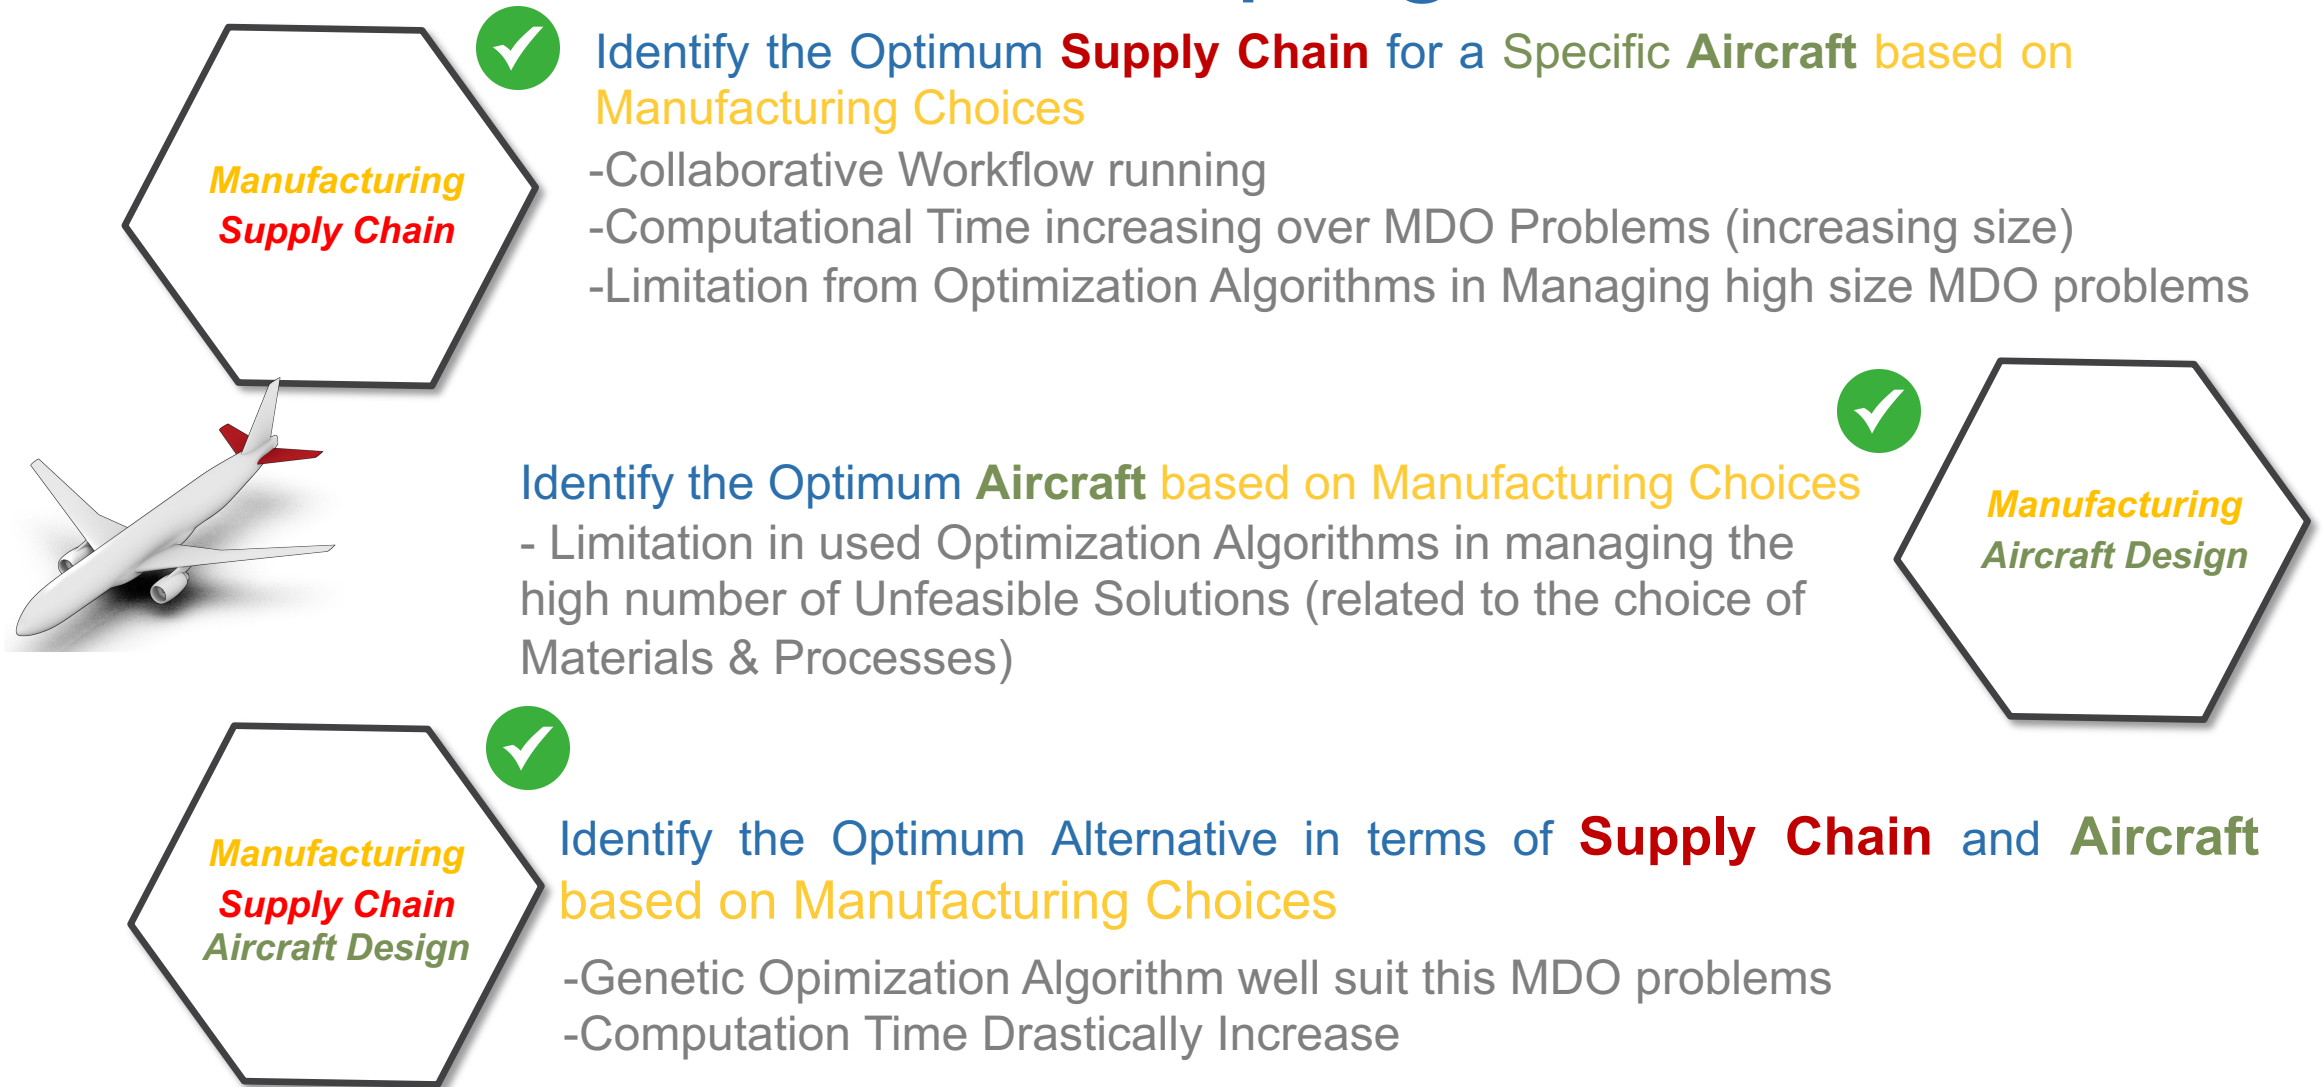 Manufacturing
Supply Chain
Identify the Optimum Supply Chain for a Specific Aircraft based on
Manufacturing Choices
-Collaborative Workflow running
-Computational Time increasing over MDO Problems (increasing size)
-Limitation from Optimization Algorithms in Managing high size MDO problems
Identify the Optimum Aircraft based on Manufacturing Choices
- Limitation in used Optimization Algorithms in managing the
high number of Unfeasible Solutions (related to the choice of
Materials & Processes)
Manufacturing
Aircraft Design
Manufacturing
Supply Chain
Aircraft Design
Identify the Optimum Alternative in terms of Supply Chain and Aircraft
based on Manufacturing Choices
-Genetic Opimization Algorithm well suit this MDO problems
-Computation Time Drastically Increase